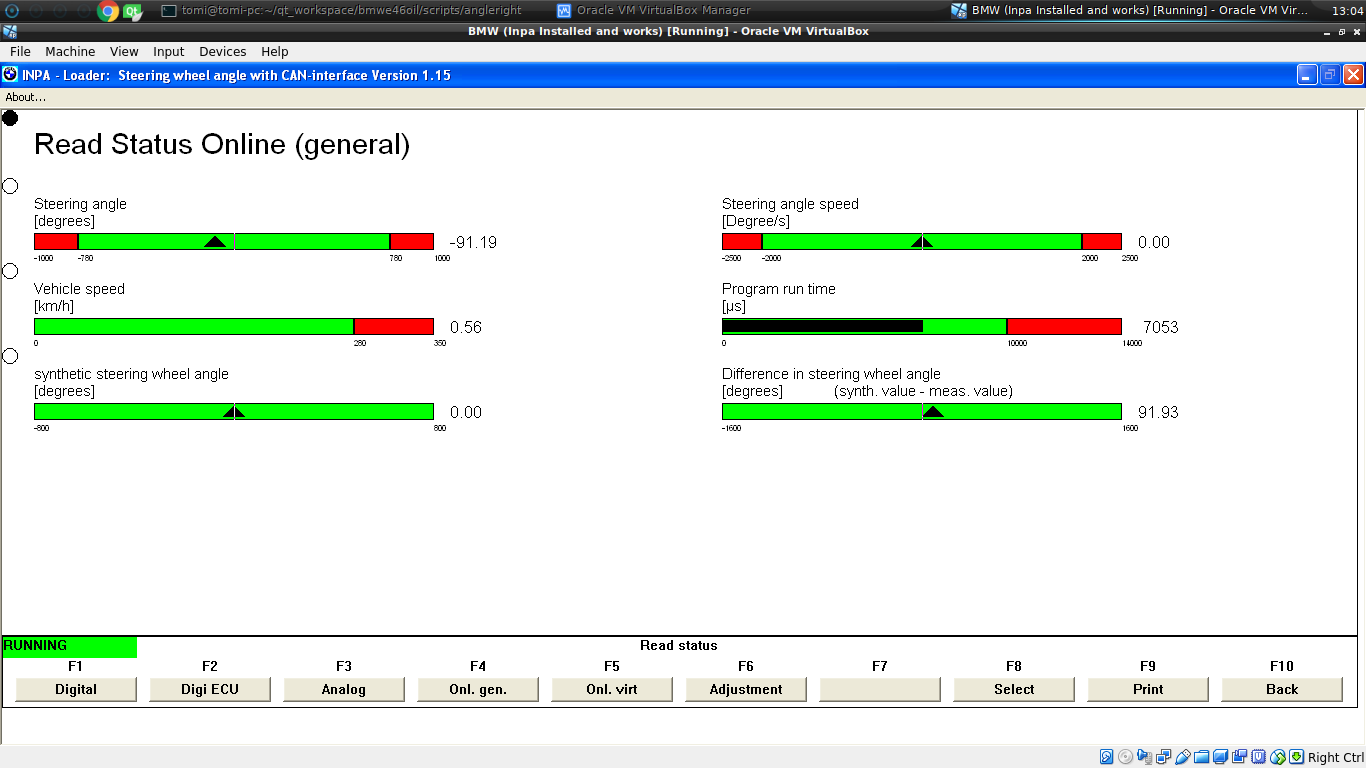 tomi@tomi-pc:~/qt_workspace/bmwe46oil/scripts/angleright
Oracle VM VirtualBox Manager
BMW (Inpa Installed and works) [Running] - Oracle VM Vir...
13:04
BMW (Inpa Installed and works) [Running] - Oracle VM VirtualBox
File Machine View Input Devices Help
INPA - Loader: Steering wheel angle with CAN-interface Version 1.15
About...
Read Status Online (general)
Steering angle
[degrees]
-91.19
-1000 -780 780 1000
Steering angle speed
[Degree/s]
0.00
-2500 -2000 2000 2500
Vehicle speed
[km/h]
0.56
0 280 350
Program run time
[µs]
7053
0 10000 14000
synthetic steering wheel angle
[degrees]
0.00
-800 800
Difference in steering wheel angle
[degrees] (synth. value - meas. value)
91.93
-1600 1600
RUNNING
Read status
F1 F2 F3 F4 F5 F6 F7 F8 F9 F10
Digital Digi ECU Analog Onl. gen. Onl. virt Adjustment Select Print Back
Right Ctrl